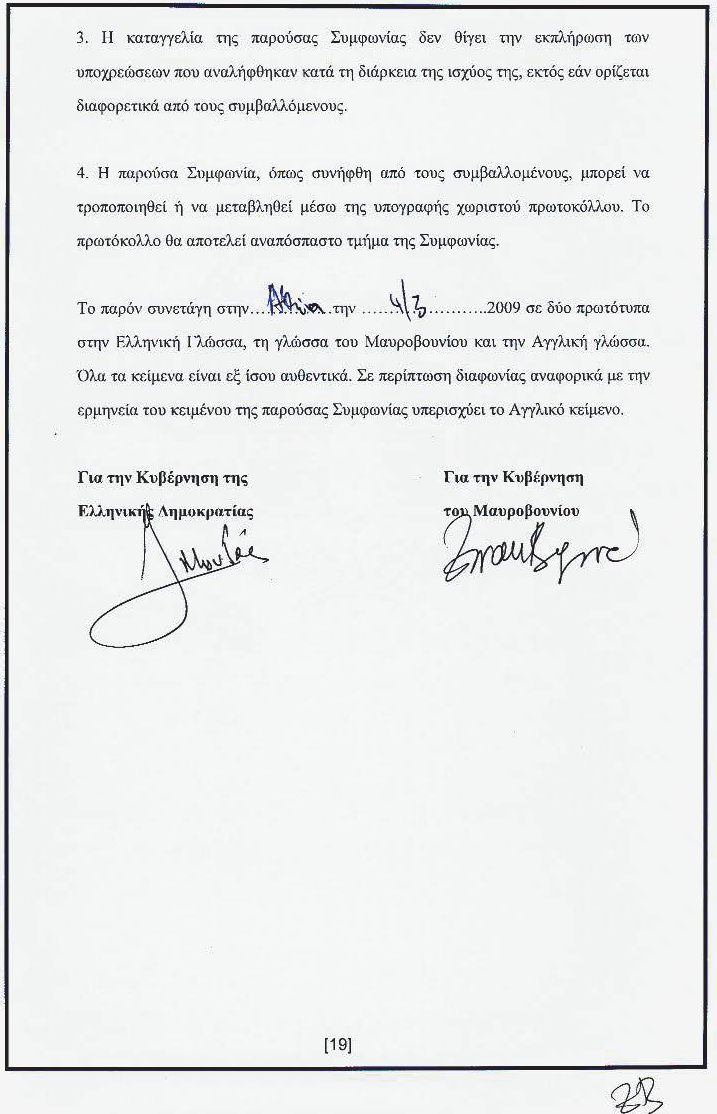 3. Η καταγγελία της παρούσας Συμφωνίας δεν θίγει την εκπλήρωση των
υποχρεώσεων που αναλήφθηκαν κατά τη διάρκεια της ισχύος της, εκτός εάν ορίζεται
διαφορετικά από τους συμβαλλόμενους.
4. Η παρούσα Συμφωνία, όπως συνήφθη από τους συμβαλλομένους, μπορεί να
τροποποιηθεί ή να μεταβληθεί μέσω της υπογραφής χωριστού πρωτοκόλλου. Το
πρωτόκολλο θα αποτελεί αναπόσπαστο τμήμα της Συμφωνίας.
Το παρόν συνετάγη στην...Αθήνα.την ......4/3...........2009 σε δύο πρωτότυπα
στην Ελληνική Γλώσσα, τη γλώσσα του Μαυροβουνίου και την Αγγλική γλώσσα.
Όλα τα κείμενα είναι εξ ίσου αυθεντικά. Σε περίπτωση διαφωνίας αναφορικά με την
ερμηνεία του κειμένου της παρούσας Συμφωνίας υπερισχύει το Αγγλικό κείμενο.
Για την Κυβέρνηση της
Ελληνικής Δημοκρατίας
Για την Κυβέρνηση
του Μαυροβουνίου
[19]